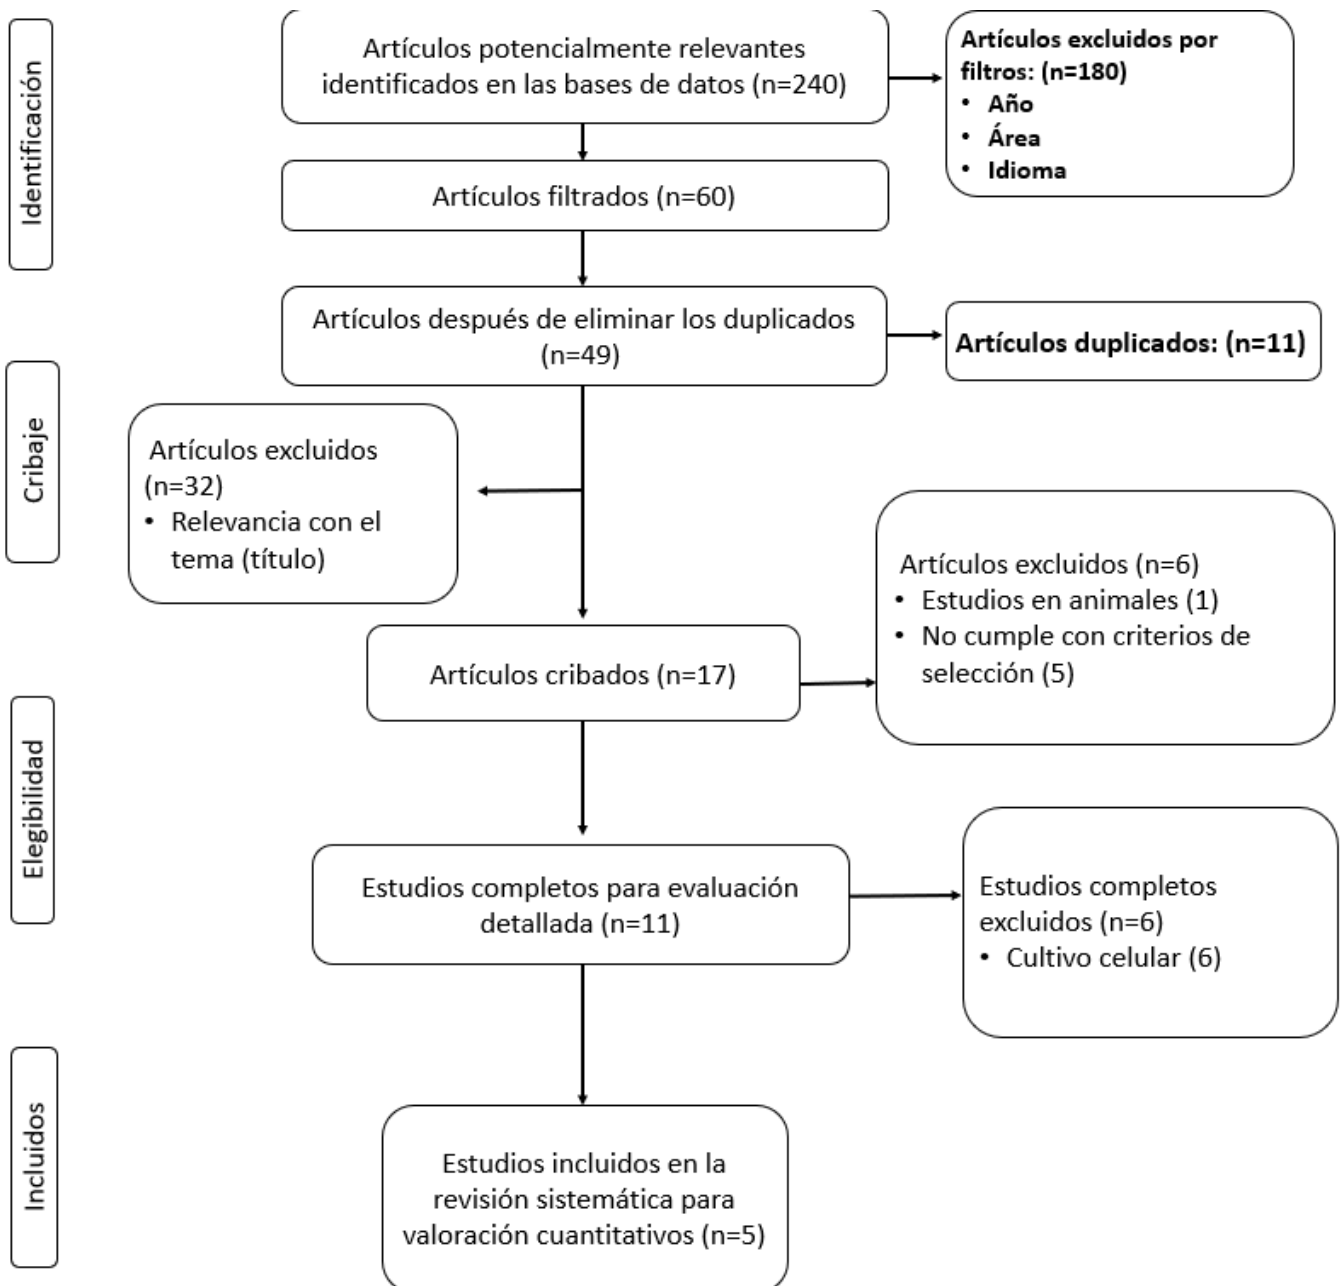 Identificación
Artículos potencialmente relevantes
identificados en las bases de datos (n=240)
Artículos excluidos por
filtros: (n=180)
• Año
• Área
• Idioma
Artículos filtrados (n=60)
Artículos después de eliminar los duplicados
(n=49)
Artículos duplicados: (n=11)
Cribaje
Artículos excluidos
(n=32)
• Relevancia con el
tema (título)
Artículos excluidos (n=6)
• Estudios en animales (1)
• No cumple con criterios de
selección (5)
Artículos cribados (n=17)
Elegibilidad
Estudios completos para evaluación
detallada (n=11)
Estudios completos
excluidos (n=6)
• Cultivo celular (6)
Incluidos
Estudios incluidos en la
revisión sistemática para
valoración cuantitativos (n=5)